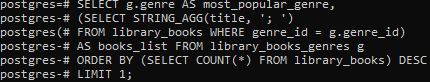 postgres=# SELECT g.genre AS most_popular_genre,
postgres-# (SELECT STRING_AGG(title, '; ')
postgres(# FROM library_books WHERE genre_id = g.genre_id)
postgres-# AS books_list FROM library_books_genres g
postgres-# ORDER BY (SELECT COUNT(*) FROM library_books) DESC
postgres-# LIMIT 1;